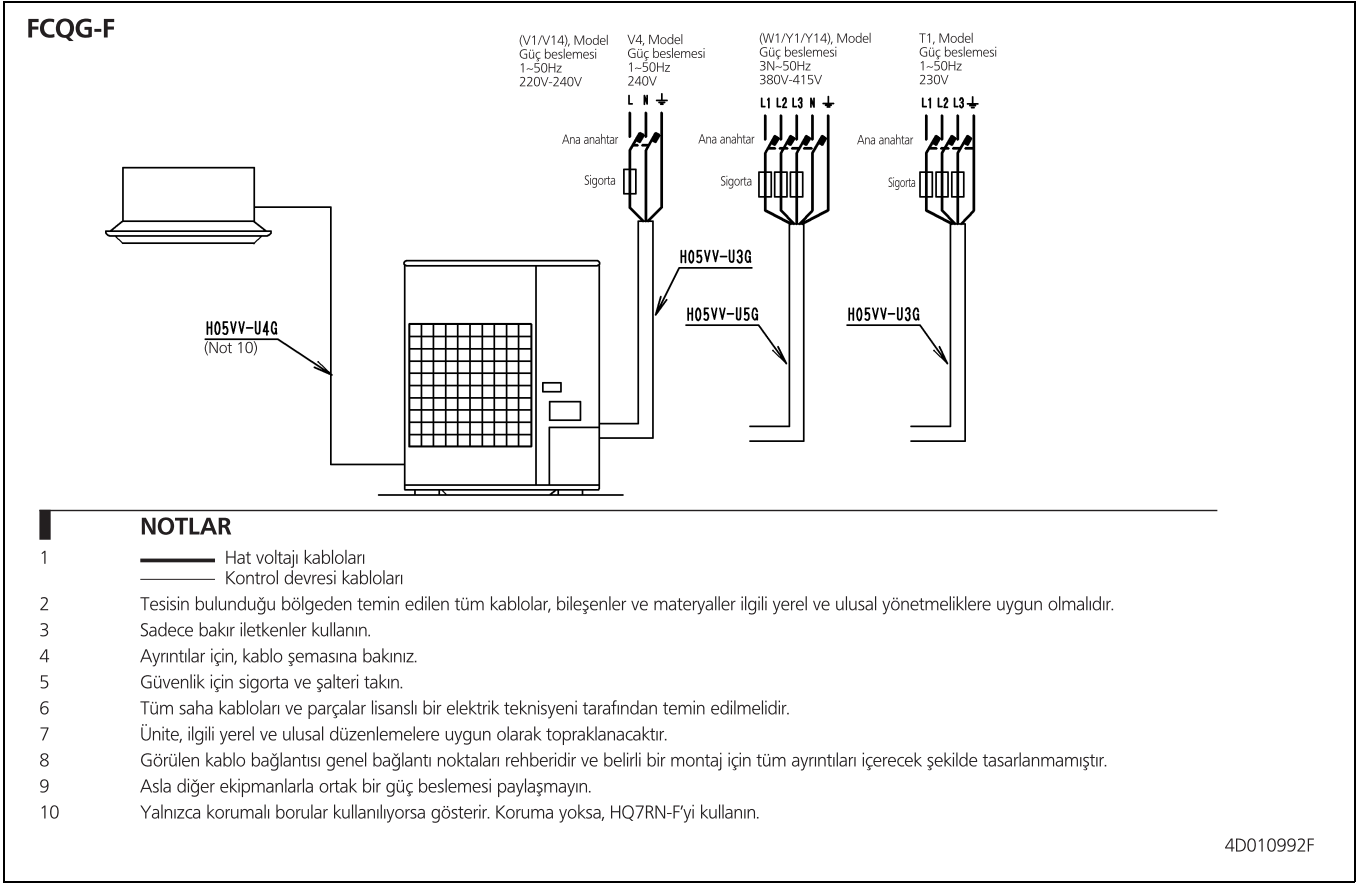 FCQG-F
(V1/V14), Model
Güç beslemesi
1~50Hz
220V-240V
V4, Model
Güç beslemesi
1~50Hz
240V
L N
Ana anahtar
Sigorta
H05VV-U3G
(W1/Y1/Y14), Model
Güç beslemesi
3N~50Hz
380V-415V
L1 L2 L3 N
Ana anahtar
Sigorta
H05VV-U5G
T1, Model
Güç beslemesi
1~50Hz
230V
L1 L2 L3
Ana anahtar
Sigorta
H05VV-U3G
H05VV-U4G
(Not 10)
NOTLAR
1 Hat voltajı kabloları
Kontrol devresi kabloları
2 Tesisin bulunduğu bölgeden temin edilen tüm kablolar, bileşenler ve materyaller ilgili yerel ve ulusal yönetmeliklere uygun olmalıdır.
3 Sadece bakır iletkenler kullanın.
4 Ayrıntılar için, kablo şemasına bakınız.
5 Güvenlik için sigorta ve şalteri takın.
6 Tüm saha kabloları ve parçalar lisanslı bir elektrik teknisyeni tarafından temin edilmelidir.
7 Ünite, ilgili yerel ve ulusal düzenlemelere uygun olarak topraklanacaktır.
8 Görülen kablo bağlantısı genel bağlantı noktaları rehberidir ve belirli bir montaj için tüm ayrıntıları içerecek şekilde tasarlanmamıştır.
9 Asla diğer ekipmanlarla ortak bir güç beslemesi paylaşmayın.
10 Yalnızca korumalı borular kullanılıyorsa gösterir. Koruma yoksa, HQ7RN-F'yi kullanın.
4D010992F